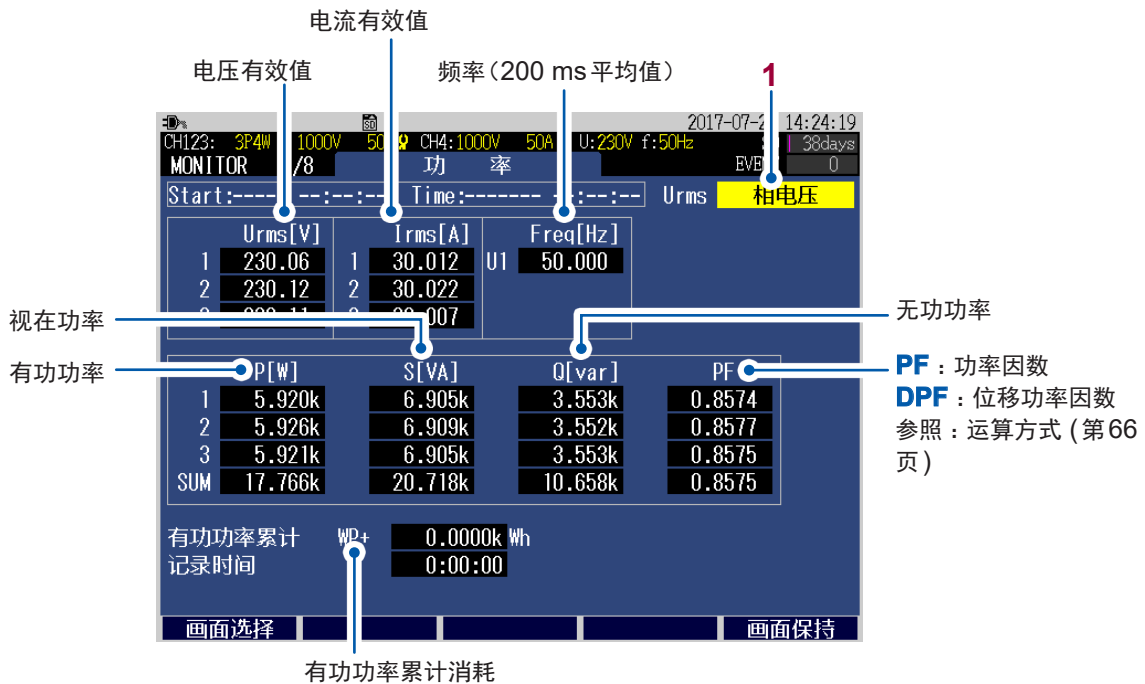 电流有效值
电压有效值
频率（200 ms平均值）
1
SD
2017-07-2 14:24:19
CH123: 3P4W 1000V 50 CH4:1000V 50A U:230V f:50Hz 38days
MONITOR /8 功 率 EVE 0
Start:---- --:--:-- Time:------- --:--:-- Urms 相电压
Urms[V] Irms[A] Freq[Hz]
1 230.06 1 30.012 U1 50.000
2 230.12 2 30.022
007
视在功率
无功功率
有功功率
P[W] S[VA] Q[var] PF
1 5.920k 6.905k 3.553k 0.8574
2 5.926k 6.909k 3.552k 0.8577
3 5.921k 6.905k 3.553k 0.8575
SUM 17.766k 20.718k 10.658k 0.8575
PF：功率因数
DPF：位移功率因数
参照：运算方式 (第66
页)
有功功率累计 WP+ 0.0000k Wh
记录时间 0:00:00
画面选择 画面保持
有功功率累计消耗